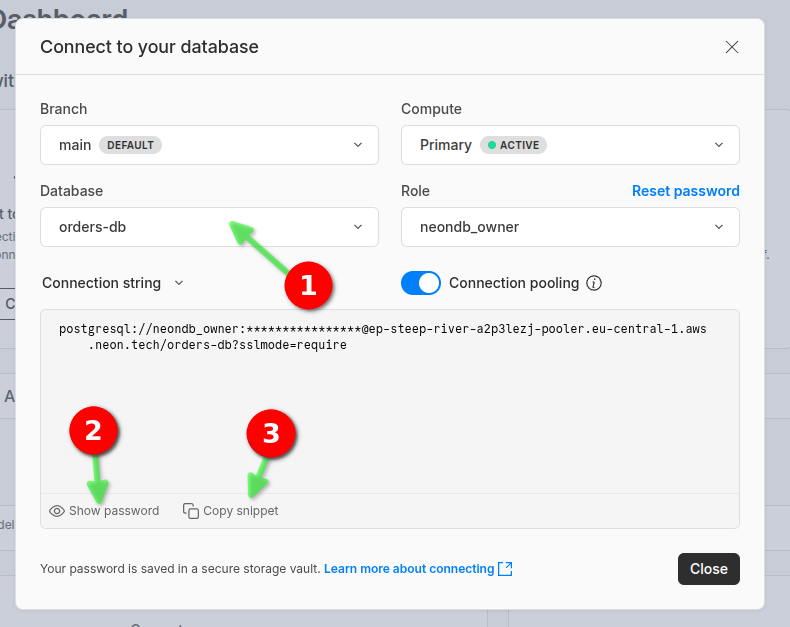 Dashboard
Connect to your database
Branch
Compute
main DEFAULT
Primary ACTIVE
Database
Role
Reset password
orders-db
neondb_owner
1
Connection string
Connection pooling
postgresql://neondb_owner:****************@ep-steep-river-a2p3lezj-pooler.eu-central-1.aws
.neon.tech/orders-db?sslmode=require
2
3
Show password
Copy snippet
Your password is saved in a secure storage vault. Learn more about connecting
Close